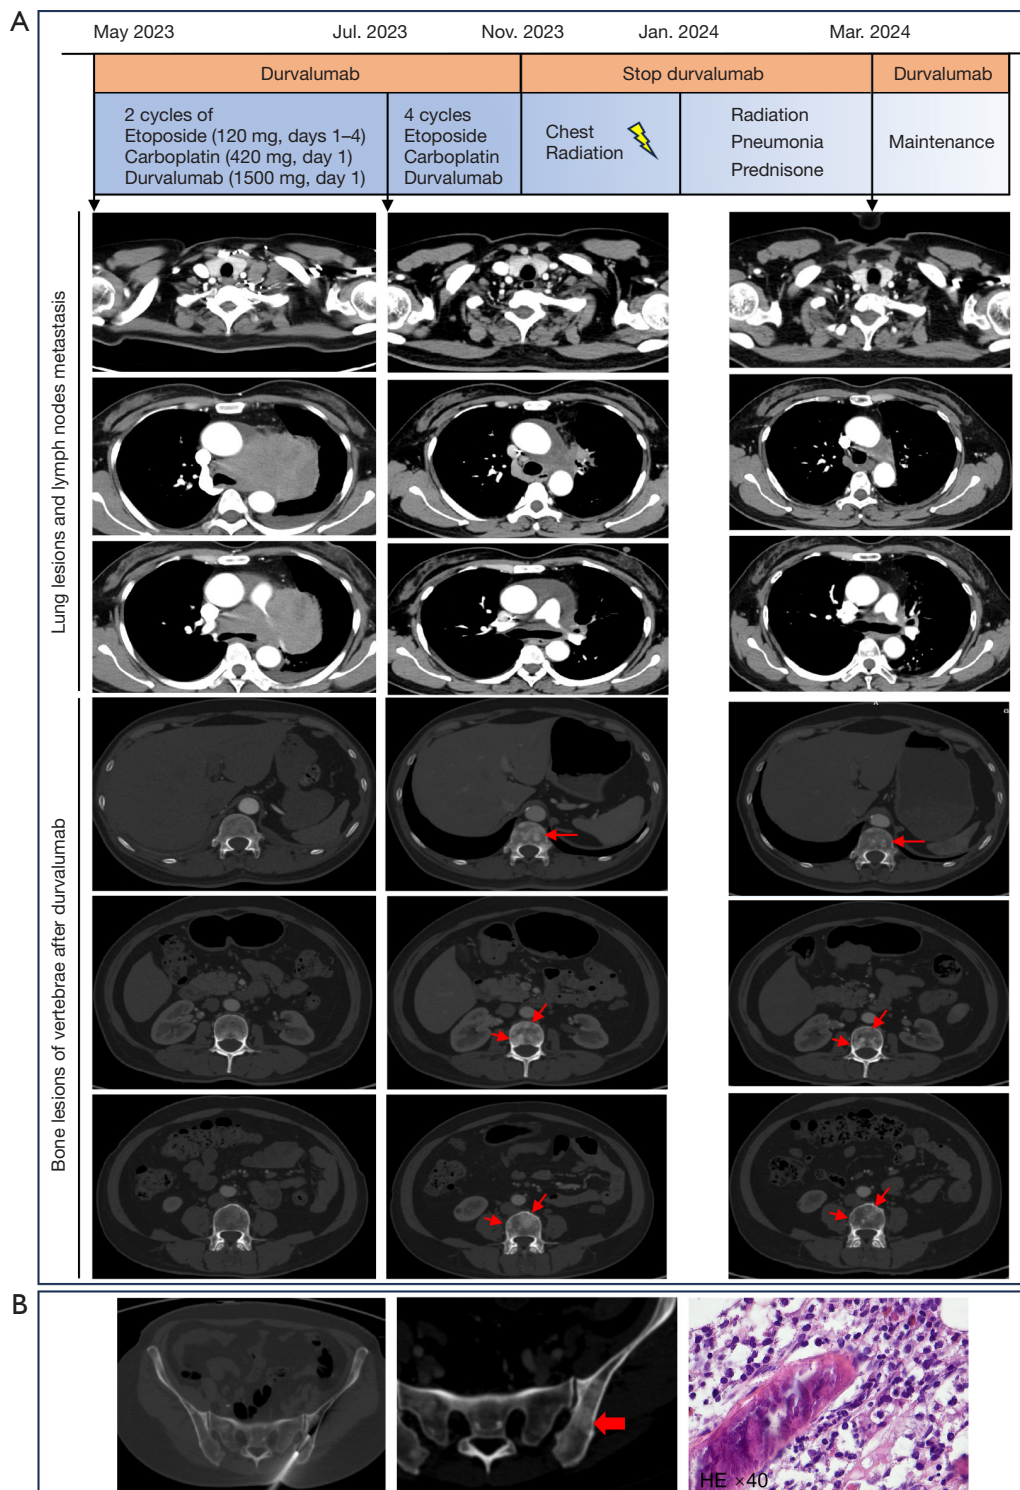 A
May 2023 Jul. 2023 Nov. 2023 Jan. 2024 Mar. 2024
Durvalumab Stop durvalumab Durvalumab
2 cycles of
Etoposide (120 mg, days 1–4)
Carboplatin (420 mg, day 1)
Durvalumab (1500 mg, day 1)
4 cycles
Etoposide
Carboplatin
Durvalumab
Chest
Radiation
Radiation
Pneumonia
Prednisone
Maintenance
Lung lesions and lymph nodes metastasis
Bone lesions of vertebrae after durvalumab
B
HE ×40